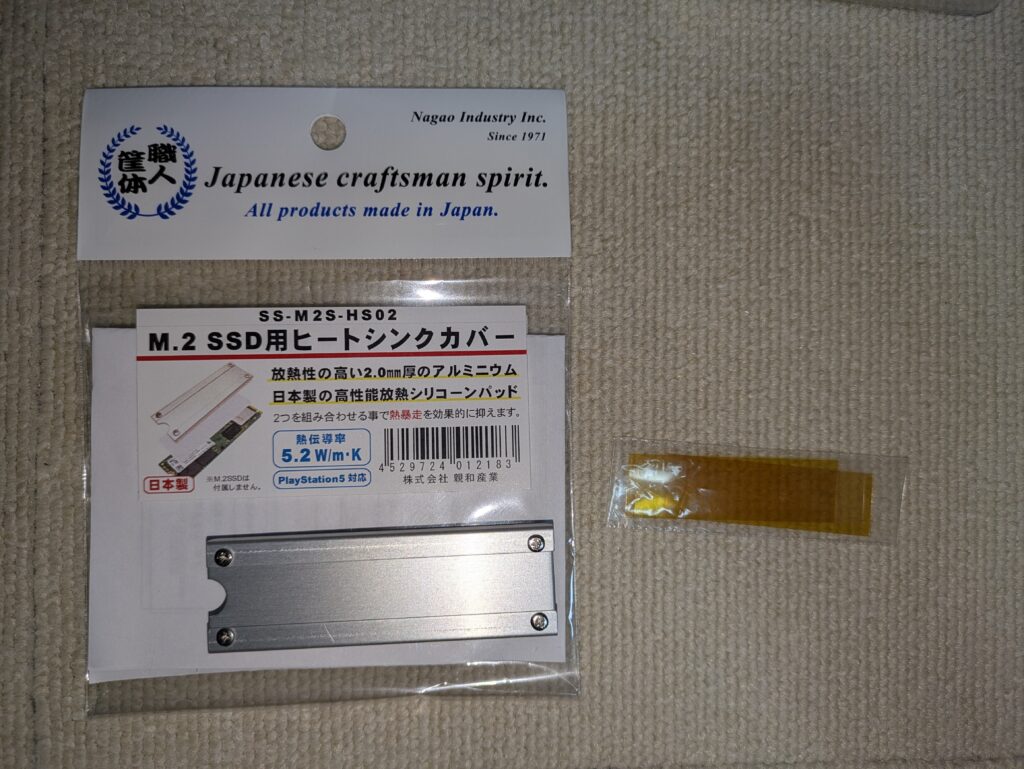 Nagao Industry Inc.
Since 1971
職人
筐体
Japanese craftsman spirit.
All products made in Japan.
SS-M2S-HS02
M.2 SSD用ヒートシンクカバー
放熱性の高い2.0mm厚のアルミニウム
日本製の高性能放熱シリコーンパッド
2つを組み合わせる事で熱暴走を効果的に抑えます。
熱伝導率
5.2W/m・K
PlayStation5 対応
4 529724 012183
株式会社 親和産業
日本製
※M.2SSDは
付属しません。